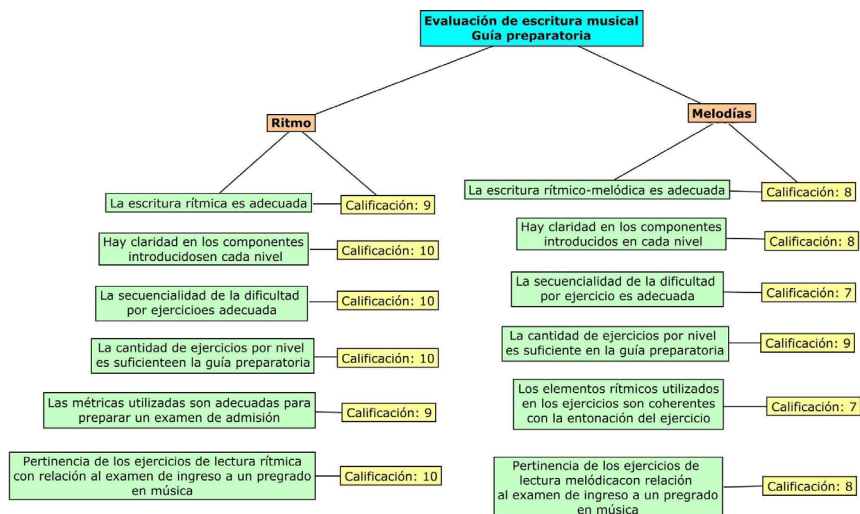 Evaluación de escritura musical
Guía preparatoria
Ritmo
La escritura rítmica es adecuada
Calificación: 9
Hay claridad en los componentes
introducidosen cada nivel
Calificación: 10
La secuencialidad de la dificultad
por ejercicioes adecuada
Calificación: 10
La cantidad de ejercicios por nivel
es suficienteen la guía preparatoria
Calificación: 10
Las métricas utilizadas son adecuadas para
preparar un examen de admisión
Calificación: 9
Pertinencia de los ejercicios de lectura rítmica
con relación al examen de ingreso a un pregrado
en música
Calificación: 10
Melodías
La escritura rítmico-melódica es adecuada
Calificación: 8
Hay claridad en los componentes
introducidos en cada nivel
Calificación: 8
La secuencialidad de la dificultad
por ejercicio es adecuada
Calificación: 7
La cantidad de ejercicios por nivel
es suficiente en la guía preparatoria
Calificación: 9
Los elementos rítmicos utilizados
en los ejercicios son coherentes
con la entonación del ejercicio
Calificación: 7
Pertinencia de los ejercicios de
lectura melódicacon relación
al examen de ingreso a un pregrado
en música
Calificación: 8